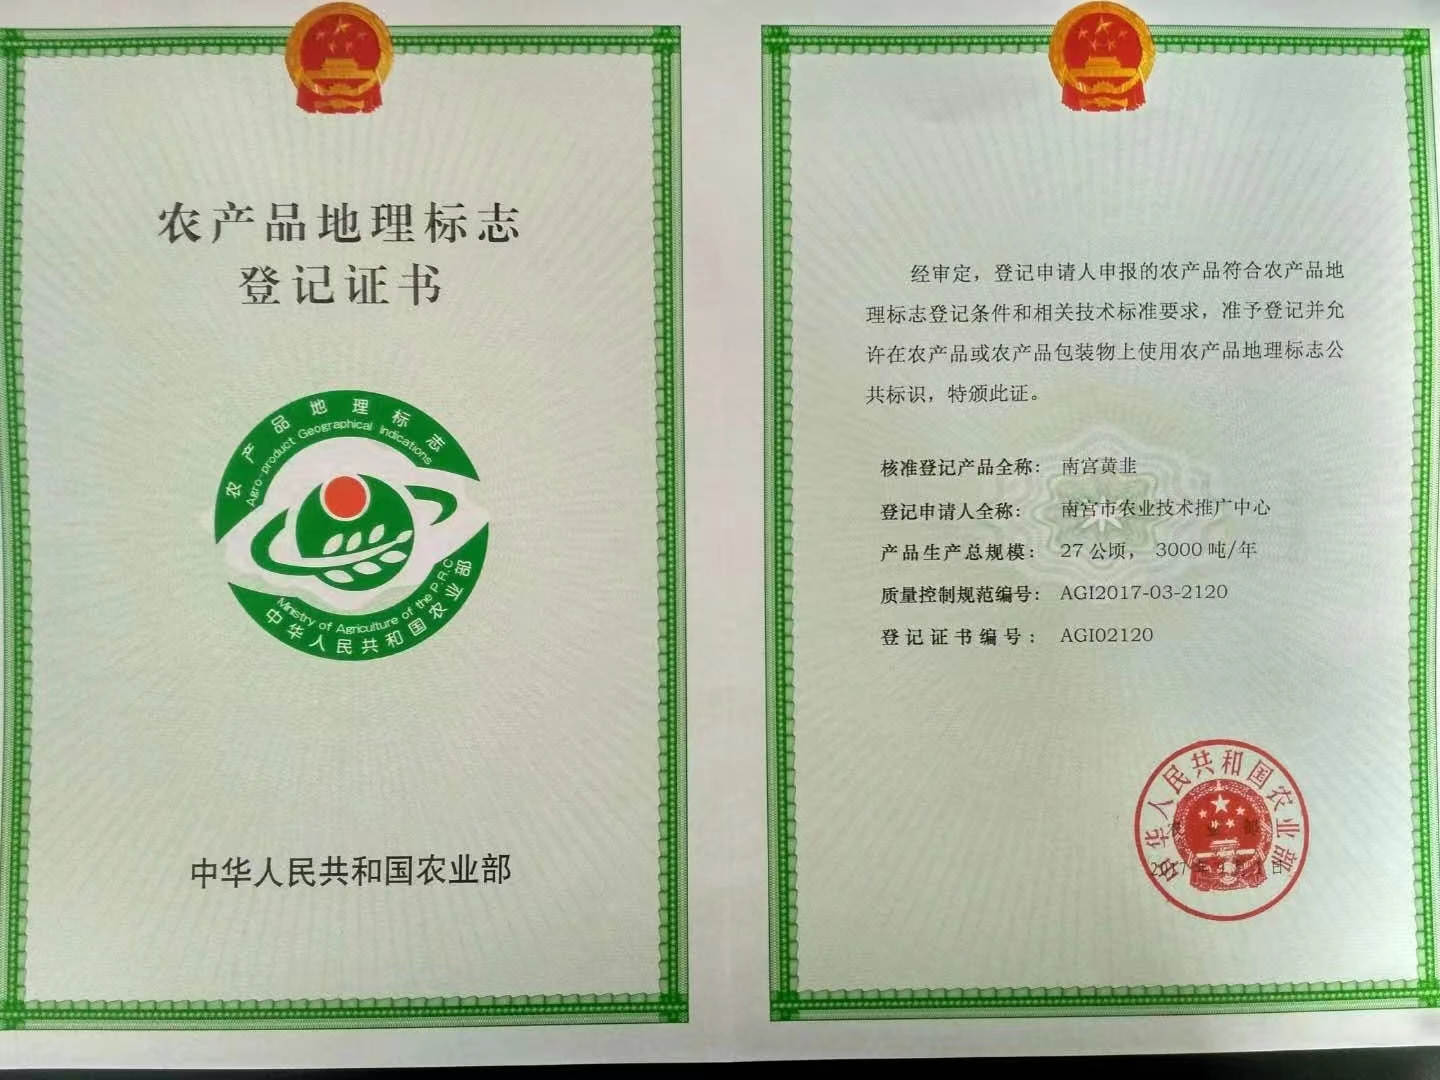 农产品地理标志
登记证书
农产品地理标志
Agro-product Geographical Indications
Ministry of Agriculture of the P.R.C
中华人民共和国农业部
中华人民共和国农业部
经审定，登记申请人申报的农产品符合农产品地
理标志登记条件和相关技术标准要求，准予登记并允
许在农产品或农产品包装物上使用农产品地理标志公
共标识，特颁此证。
核准登记产品全称： 南宫黄韭
登记申请人全称： 南宫市农业技术推广中心
产品生产总规模： 27公顷， 3000吨/年
质量控制规范编号： AGI2017-03-2120
登记证书编号： AGI02120
中华人民共和国农业部